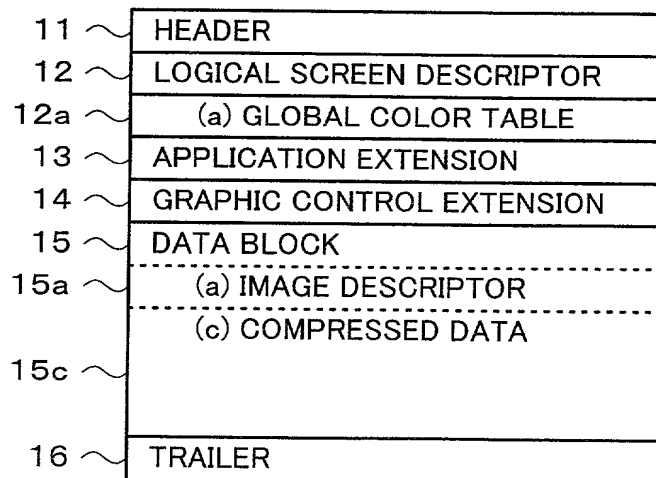 11 HEADER
12 LOGICAL SCREEN DESCRIPTOR
12a (a) GLOBAL COLOR TABLE
13 APPLICATION EXTENSION
14 GRAPHIC CONTROL EXTENSION
15 DATA BLOCK
15a (a) IMAGE DESCRIPTOR
(c) COMPRESSED DATA
15c
16 TRAILER